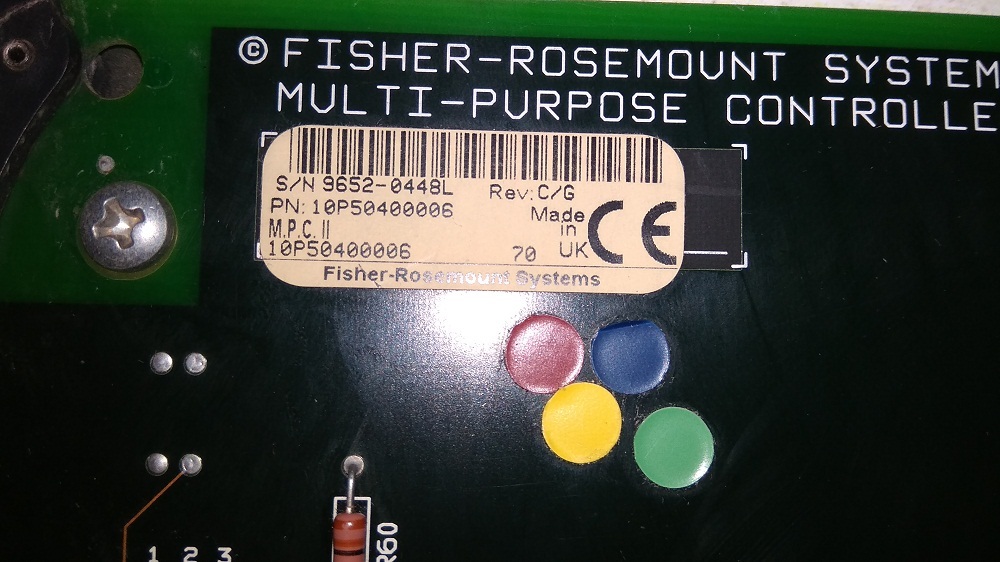 © FISHER-ROSEMOUNT SYSTEM
MULTI-PURPOSE CONTROLLE
S/N 9652-0448L Rev: C/G
PN: 10P50400006 Made
M.P.C. II in
10P50400006 70 UK CE
Fisher-Rosemount Systems
R60
1 2 3